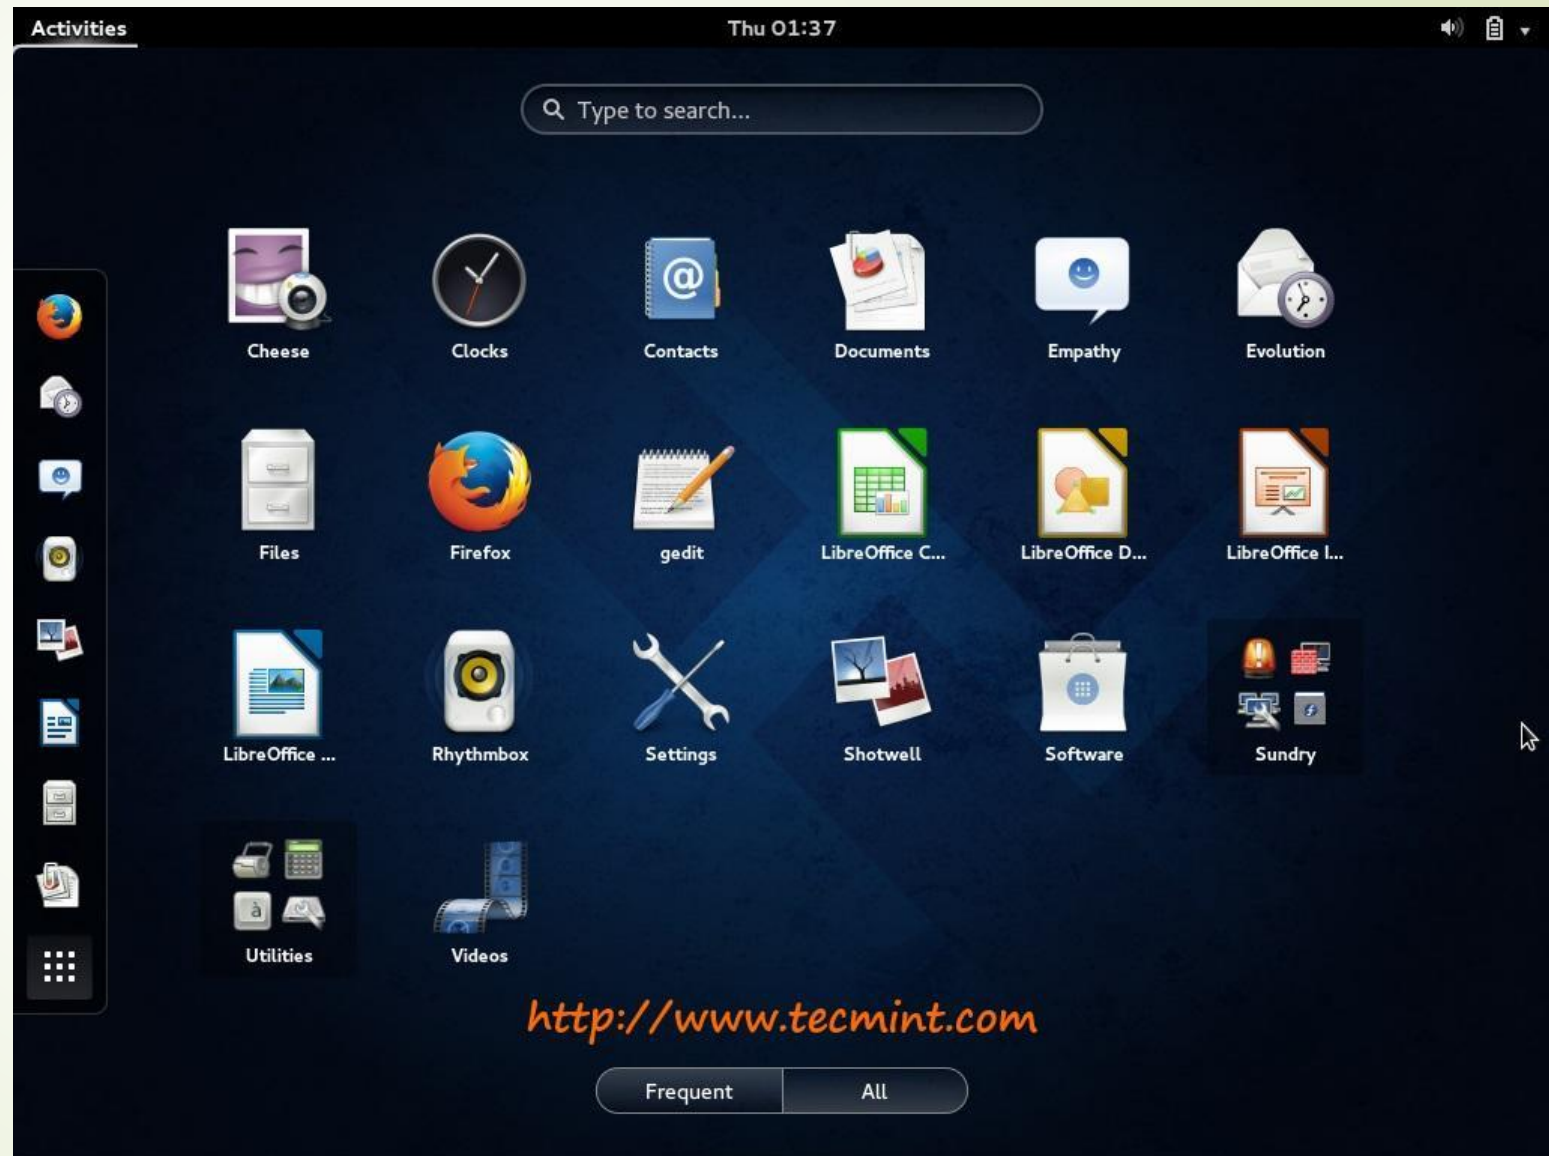 Activities
Thu 01:37
Type to search...
Cheese
Clocks
Contacts
Documents
Empathy
Evolution
Files
Firefox
gedit
LibreOffice C...
LibreOffice D...
LibreOffice I...
LibreOffice ...
Rhythmbox
Settings
Shotwell
Software
Sundry
Utilities
Videos
http://www.tecmint.com
Frequent
All